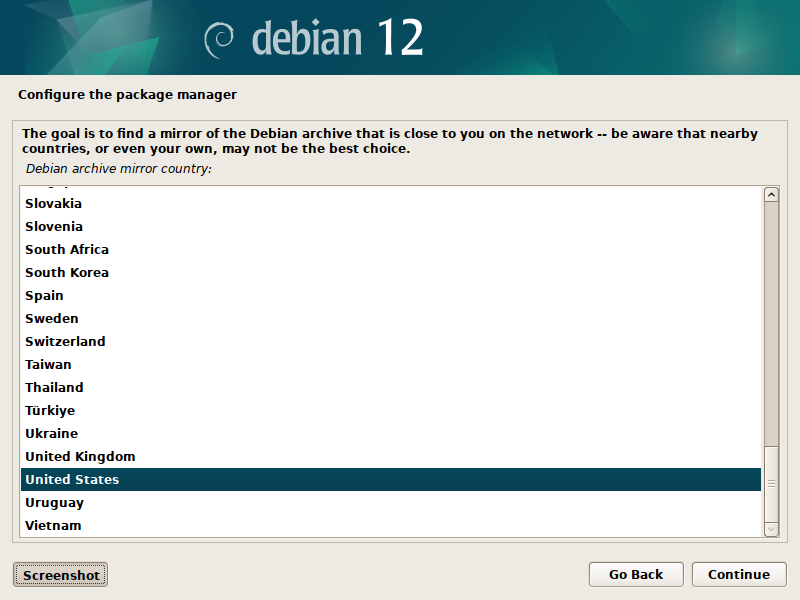 debian 12
Configure the package manager
The goal is to find a mirror of the Debian archive that is close to you on the network -- be aware that nearby
countries, or even your own, may not be the best choice.
Debian archive mirror country:
Slovakia
Slovenia
South Africa
South Korea
Spain
Sweden
Switzerland
Taiwan
Thailand
Türkiye
Ukraine
United Kingdom
United States
Uruguay
Vietnam
Screenshot
Go Back
Continue